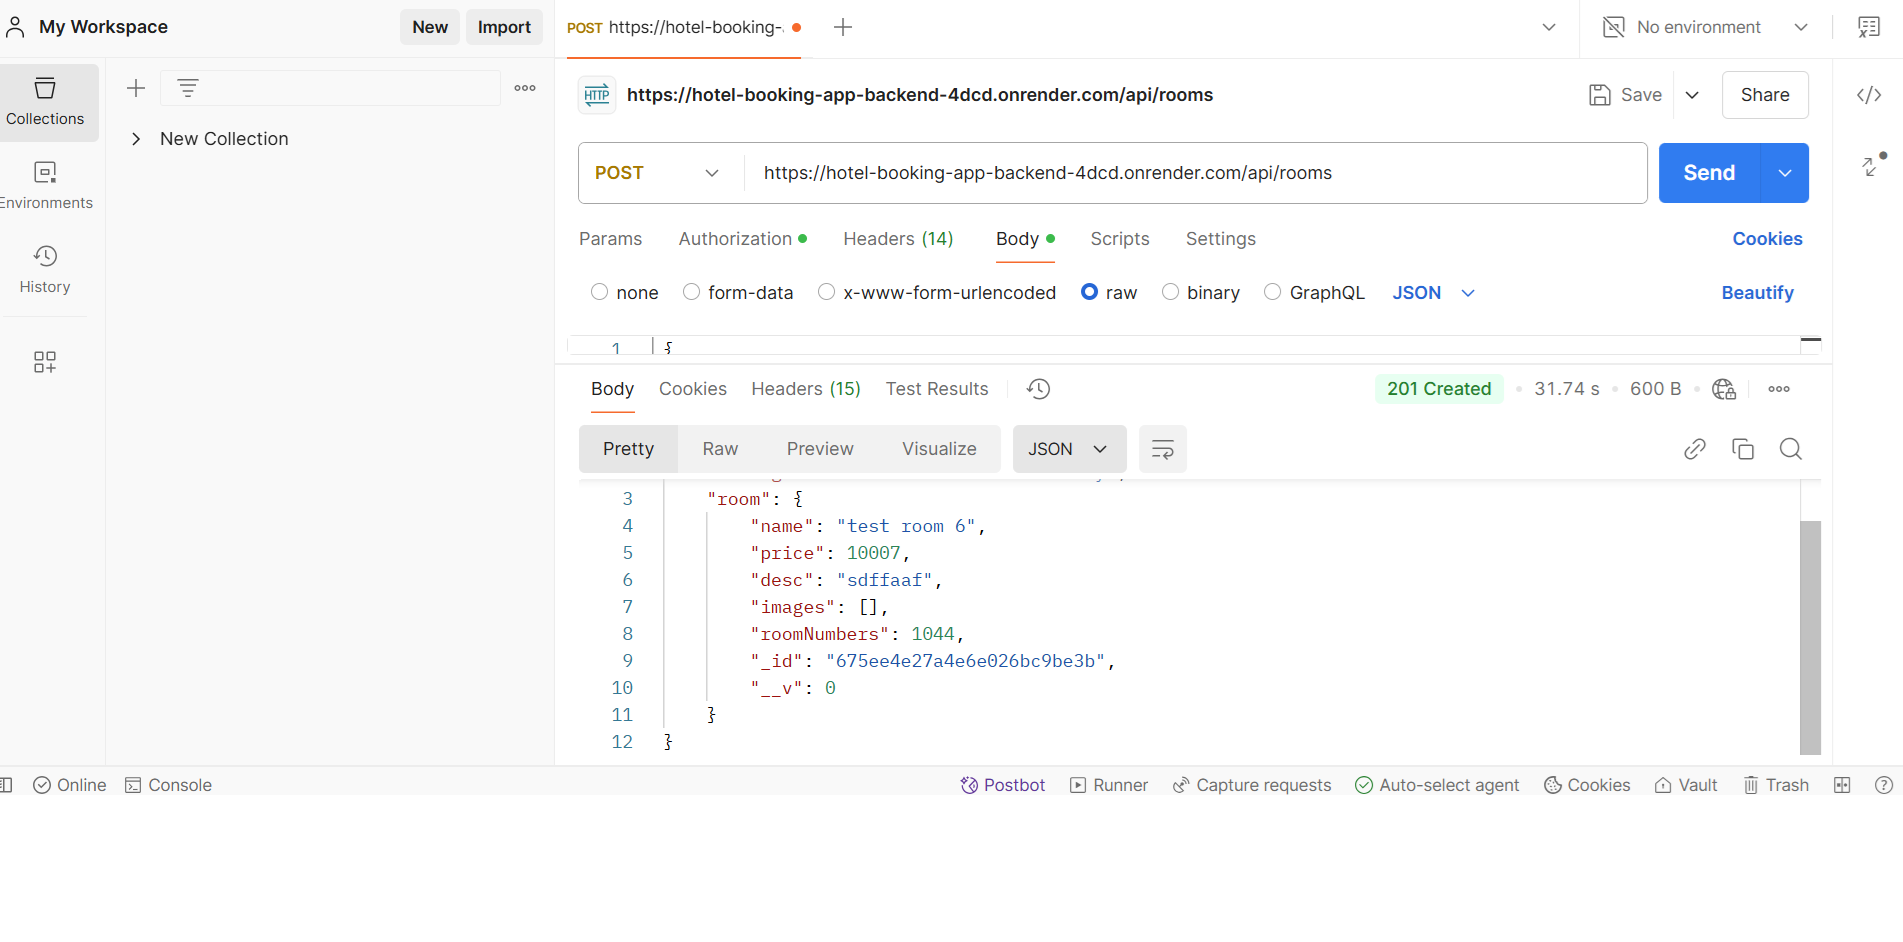 My Workspace
New
Import
POST https://hotel-booking-
No environment
Collections
Environments
History
New Collection
HTTP
https://hotel-booking-app-backend-4dcd.onrender.com/api/rooms
Save
Share
POST
https://hotel-booking-app-backend-4dcd.onrender.com/api/rooms
Send
Params
Authorization
Headers (14)
Body
Scripts
Settings
Cookies
none
form-data
x-www-form-urlencoded
raw
binary
GraphQL
JSON
Beautify
1 {
Body
Cookies
Headers (15)
Test Results
201 Created
31.74 s
600 B
Pretty
Raw
Preview
Visualize
JSON
3 "room": {
4 "name": "test room 6",
5 "price": 10007,
6 "desc": "sdffaaf",
7 "images": [],
8 "roomNumbers": 1044,
9 "_id": "675ee4e27a4e6e026bc9be3b",
10 "__v": 0
11 }
12 }
Online
Console
Postbot
Runner
Capture requests
Auto-select agent
Cookies
Vault
Trash